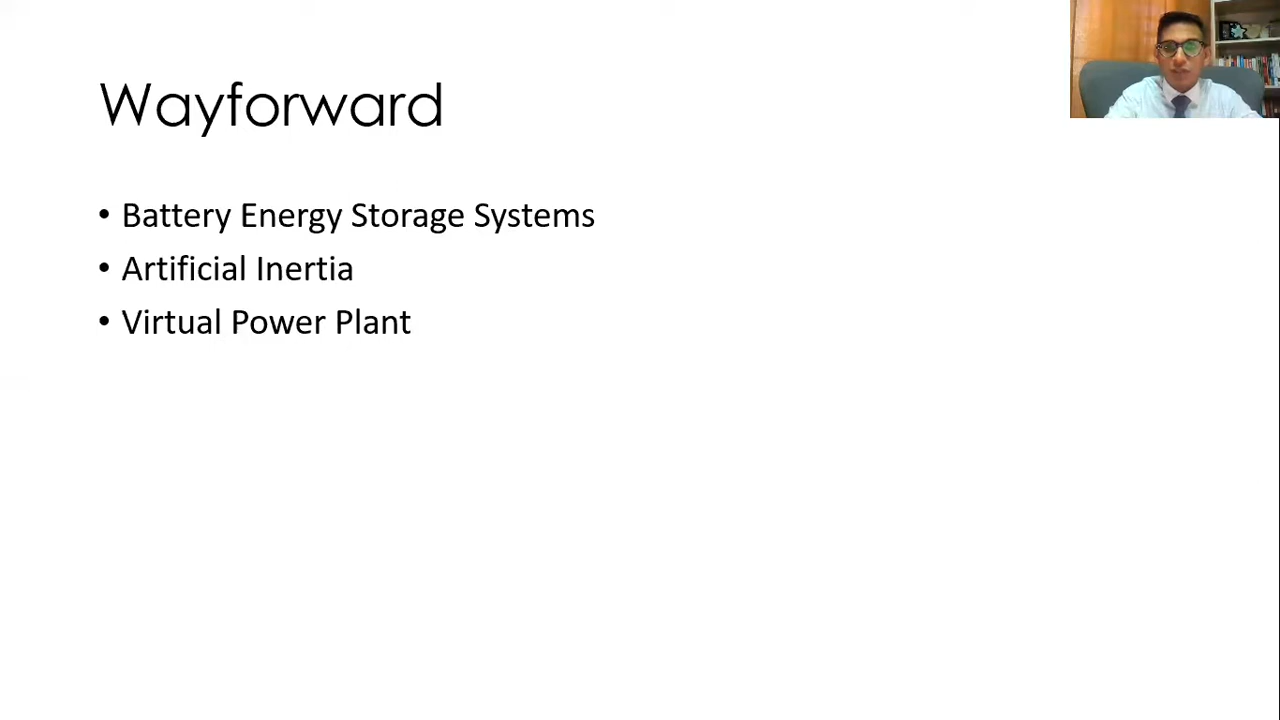 Wayforward
• Battery Energy Storage Systems
• Artificial Inertia
• Virtual Power Plant